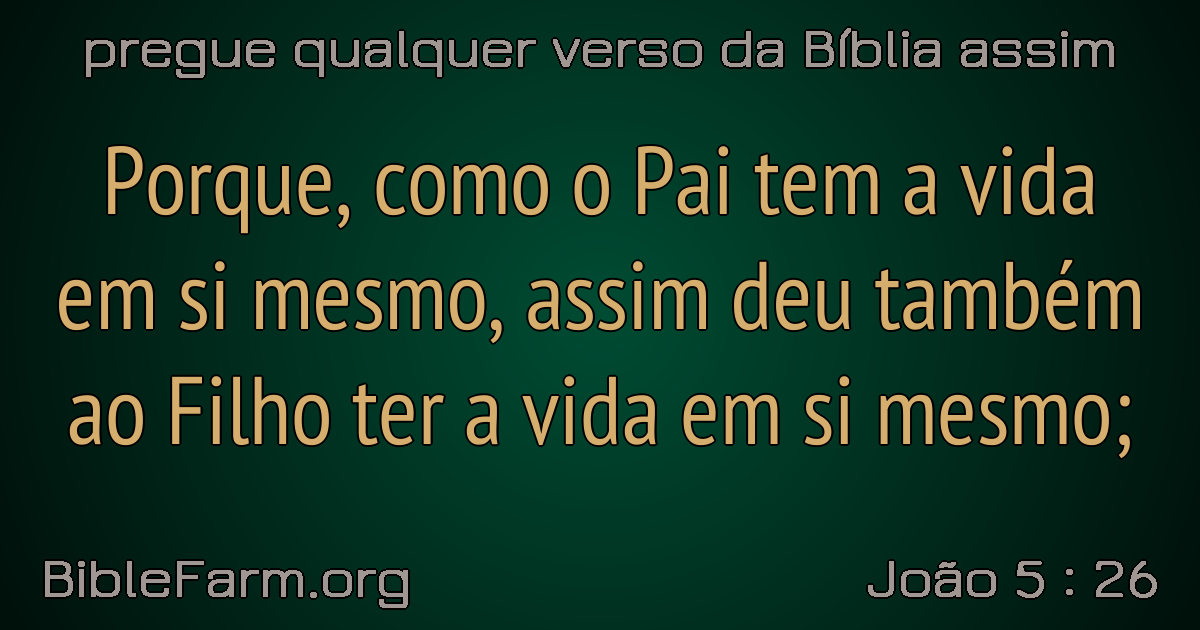 pregue qualquer verso da Bíblia assim
Porque, como o Pai tem a vida
em si mesmo, assim deu também
ao Filho ter a vida em si mesmo;
BibleFarm.org
João 5 : 26